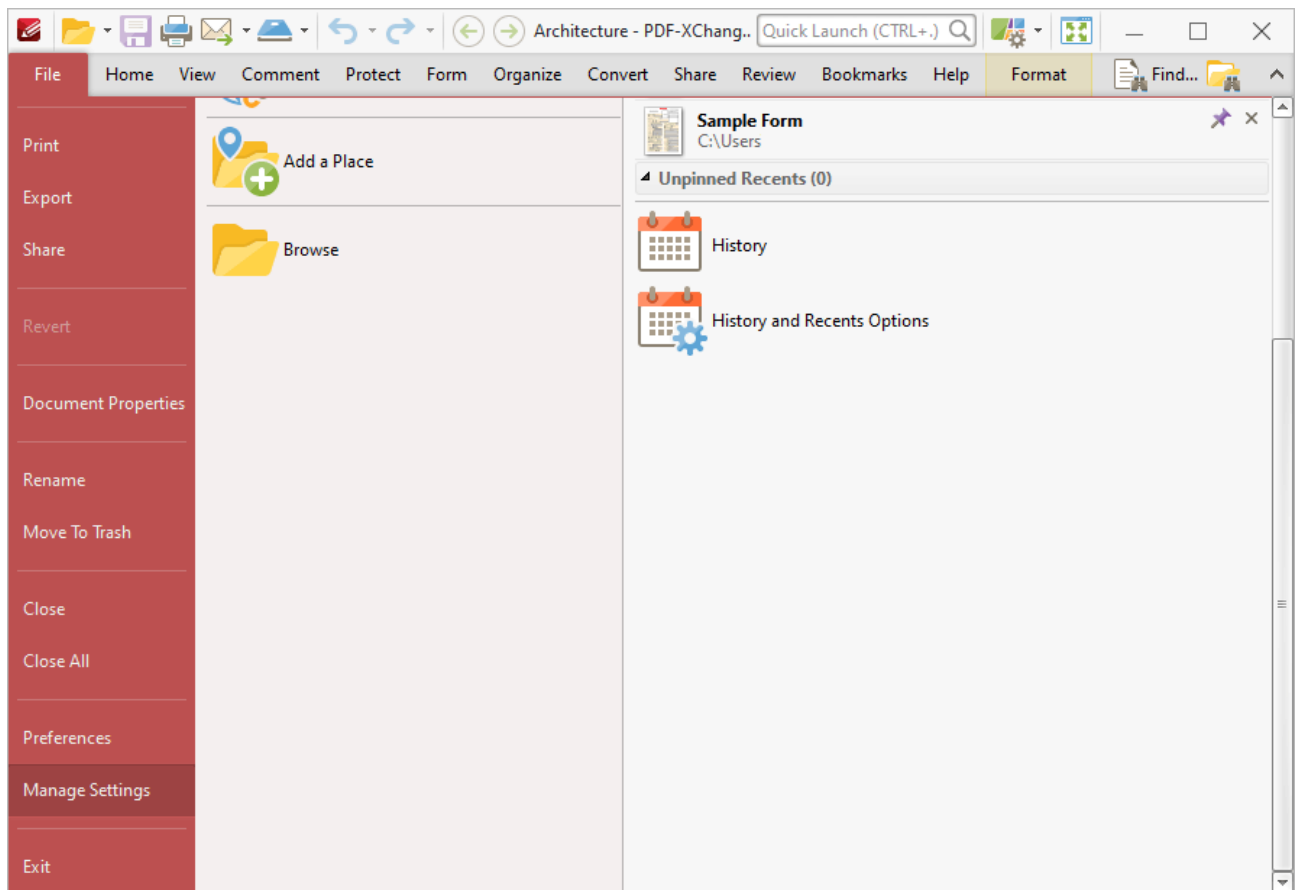 Architecture - PDF-XChang.. Quick Launch (CTRL+.)
File Home View Comment Protect Form Organize Convert Share Review Bookmarks Help Format Find...
Print
Export
Share
Revert
Document Properties
Rename
Move To Trash
Close
Close All
Preferences
Manage Settings
Exit
Add a Place
Browse
Sample Form
C:\Users
Unpinned Recents (0)
History
History and Recents Options